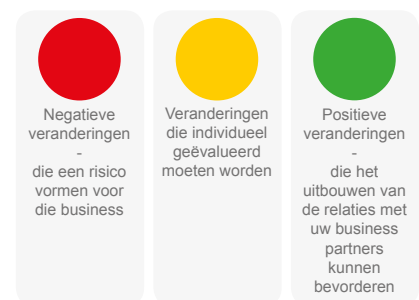 Negatieve
veranderingen
-
die een risico
vormen voor
die business
Veranderingen
die individueel
geëvalueerd
moeten worden
Positieve
veranderingen
-
die het
uitbouwen van
de relaties met
uw business
partners
kunnen
bevorderen